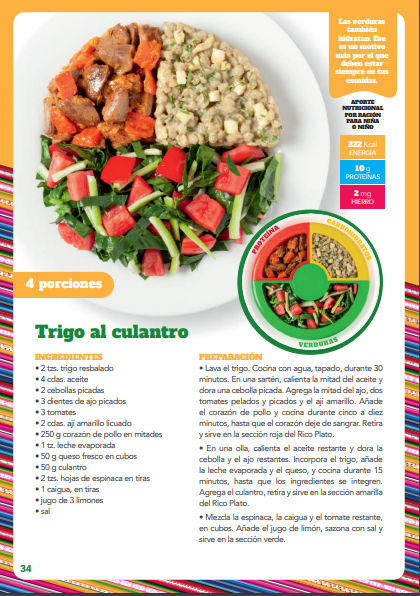 Las verduras
también
hidratan. Ese
es un motivo
más por el que
deben estar
siempre en tus
comidas.
APORTE
NUTRICIONAL
POR RACIÓN
PARA NIÑA
O NIÑO
222 Kcal
ENERGÍA
10 g
PROTEÍNAS
2 mg
HIERRO
PROTEÍNA
CARBOHIDRATOS
VERDURAS
4 porciones
Trigo al culantro
INGREDIENTES
• 2 tzs. trigo resbalado
• 4 cdas. aceite
• 2 cebollas picadas
• 3 dientes de ajo picados
• 3 tomates
• 2 cdas. ají amarillo licuado
• 250 g corazón de pollo en mitades
• 1 tz. leche evaporada
• 50 g queso fresco en cubos
• 50 g culantro
• 2 tzs. hojas de espinaca en tiras
• 1 caigua, en tiras
• jugo de 3 limones
• sal
PREPARACIÓN
• Lava el trigo. Cocina con agua, tapado, durante 30
minutos. En una sartén, calienta la mitad del aceite y
dora una cebolla picada. Agrega la mitad del ajo, dos
tomates pelados y picados y el ají amarillo. Añade
el corazón de pollo y cocina durante cinco a diez
minutos, hasta que el corazón deje de sangrar. Retira
y sirve en la sección roja del Rico Plato.
• En una olla, calienta el aceite restante y dora la
cebolla y el ajo restantes. Incorpora el trigo, añade
la leche evaporada y el queso, y cocina durante 15
minutos, hasta que los ingredientes se integren.
Agrega el culantro, retira y sirve en la sección amarilla
del Rico Plato.
• Mezcla la espinaca, la caigua y el tomate restante,
en cubos. Añade el jugo de limón, sazona con sal y
sirve en la sección verde.
34